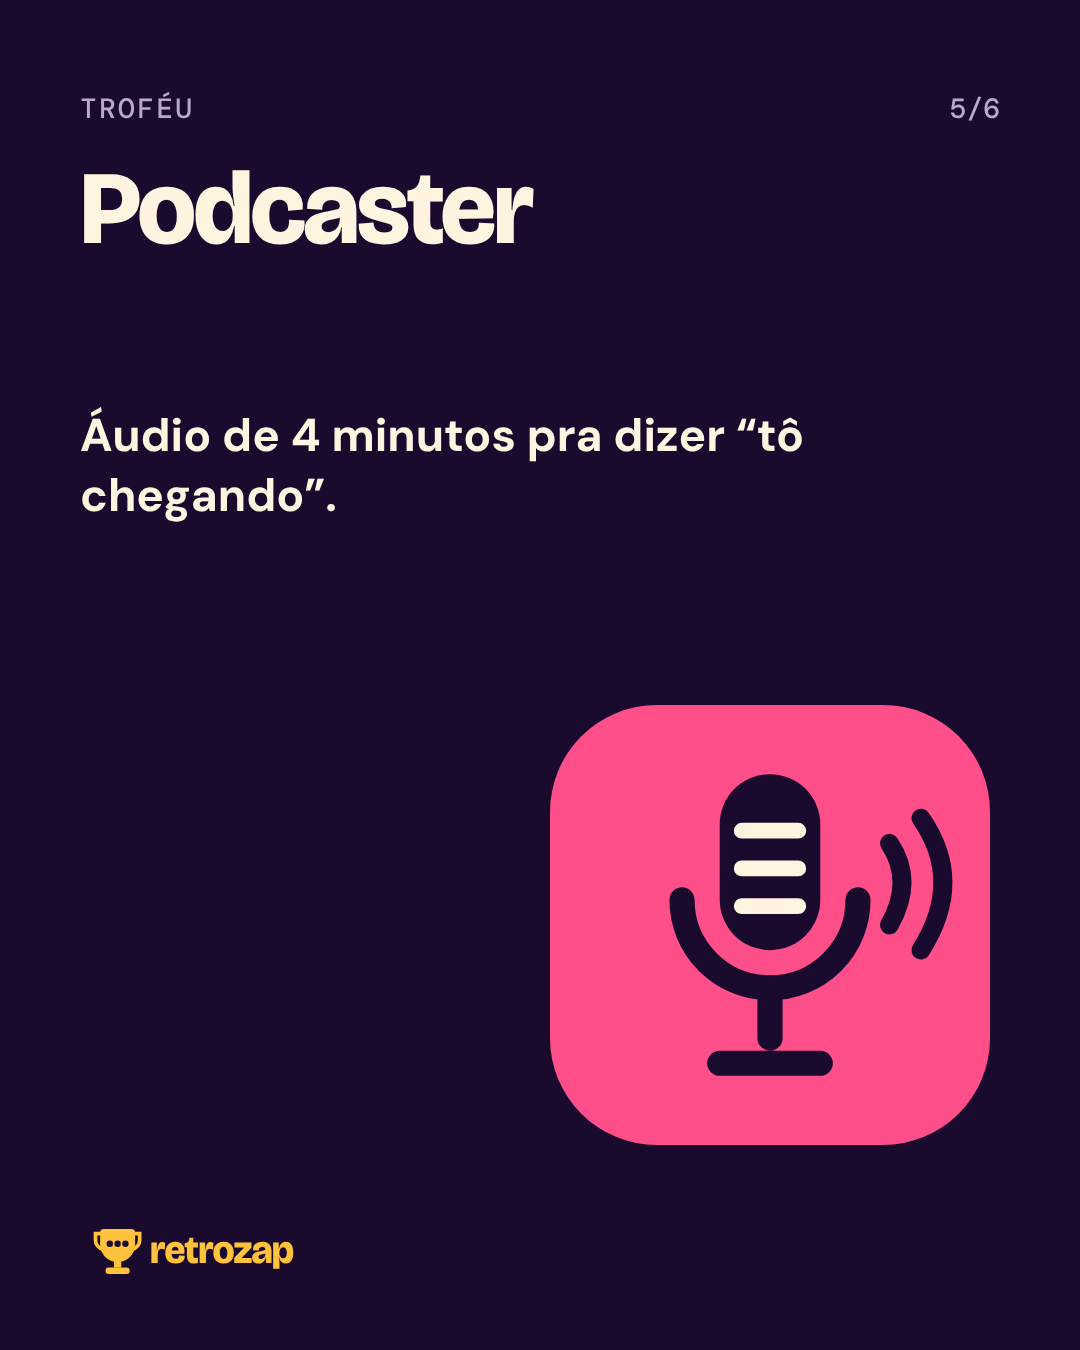 TROFÉU
5/6
Podcaster
Áudio de 4 minutos pra dizer “tô
chegando”.
retrozap